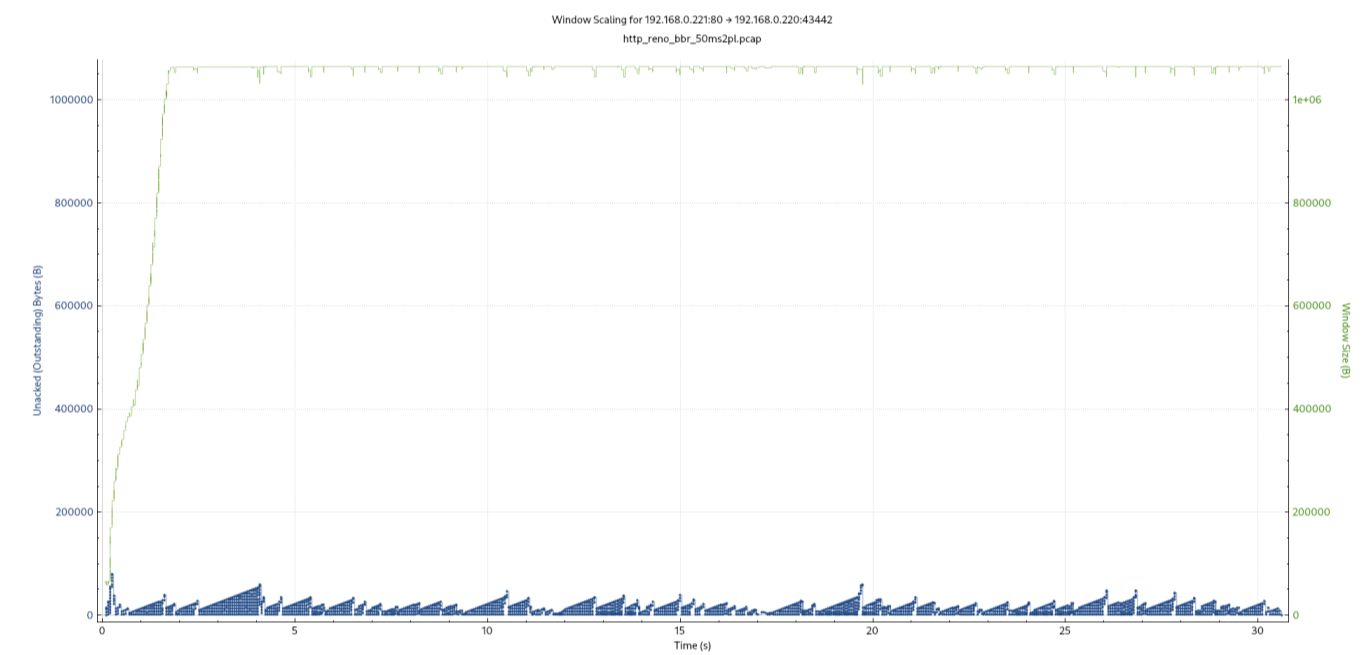 Window Scaling for 192.168.0.221:80 → 192.168.0.220:43442
http_reno_bbr_50ms2pl.pcap
Unacked (Outstanding) Bytes (B)
1000000
800000
600000
400000
200000
0
1e+06
800000
600000
400000
200000
0
Window Size (B)
0 5 10 15 20 25 30
Time (s)